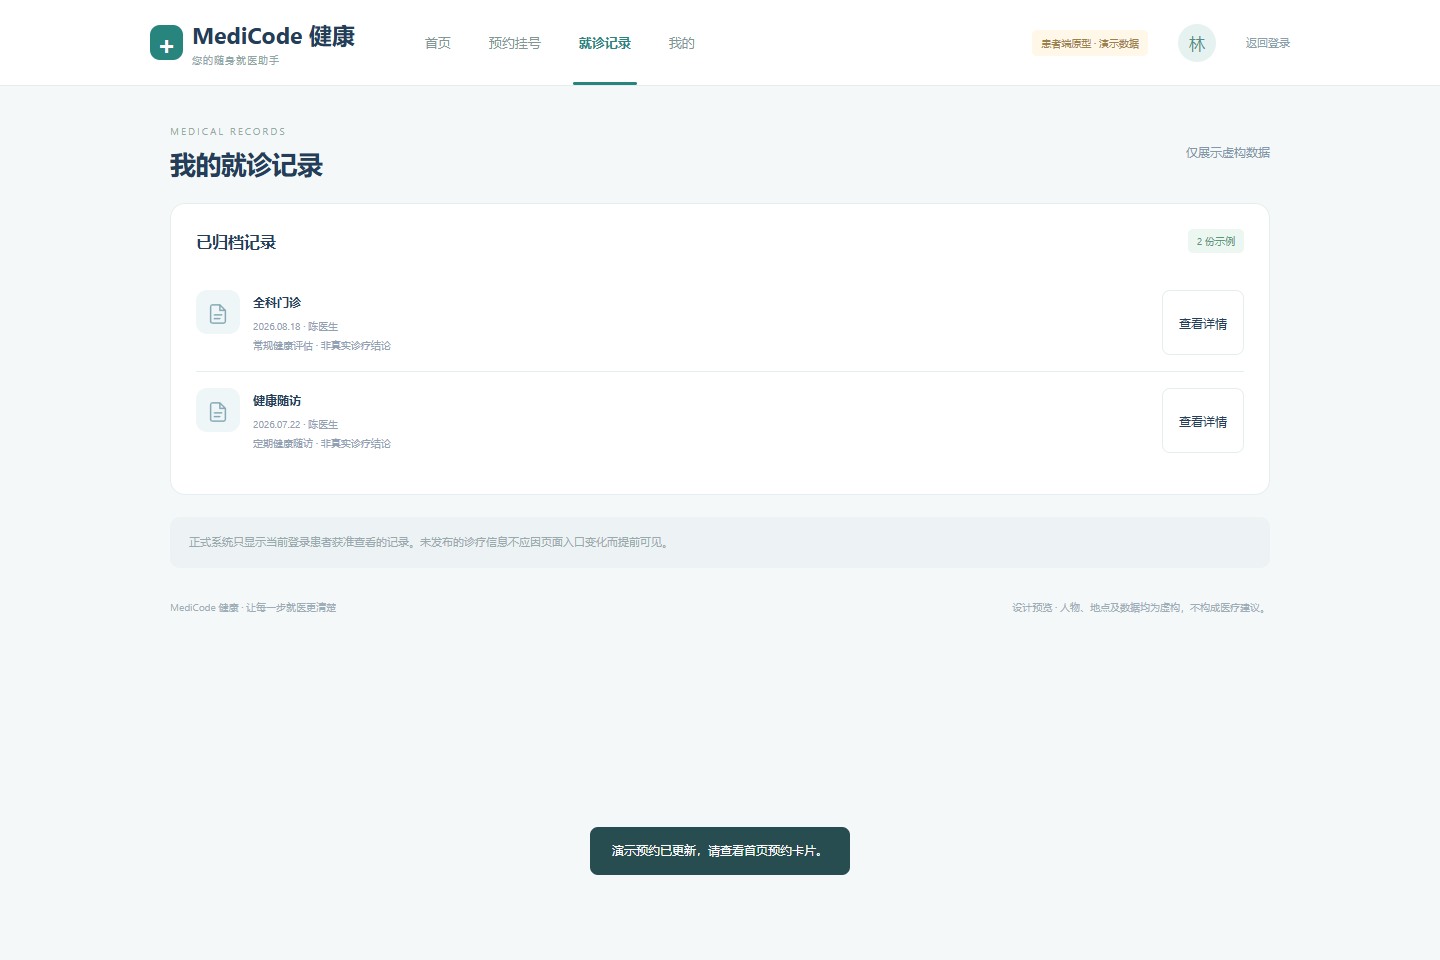 MediCode 健康
您的随身就医助手
首页
预约挂号
就诊记录
我的
患者端原型 · 演示数据
林
返回登录
MEDICAL RECORDS
我的就诊记录
仅展示虚构数据
已归档记录
2 份示例
全科门诊
2026.08.18 · 陈医生
常规健康评估 · 非真实诊疗结论
查看详情
健康随访
2026.07.22 · 陈医生
定期健康随访 · 非真实诊疗结论
查看详情
正式系统只显示当前登录患者获准查看的记录。未发布的诊疗信息不应因页面入口变化而提前可见。
MediCode 健康 · 让每一步就医更清楚
设计预览 · 人物、地点及数据均为虚构，不构成医疗建议。
演示预约已更新，请查看首页预约卡片。